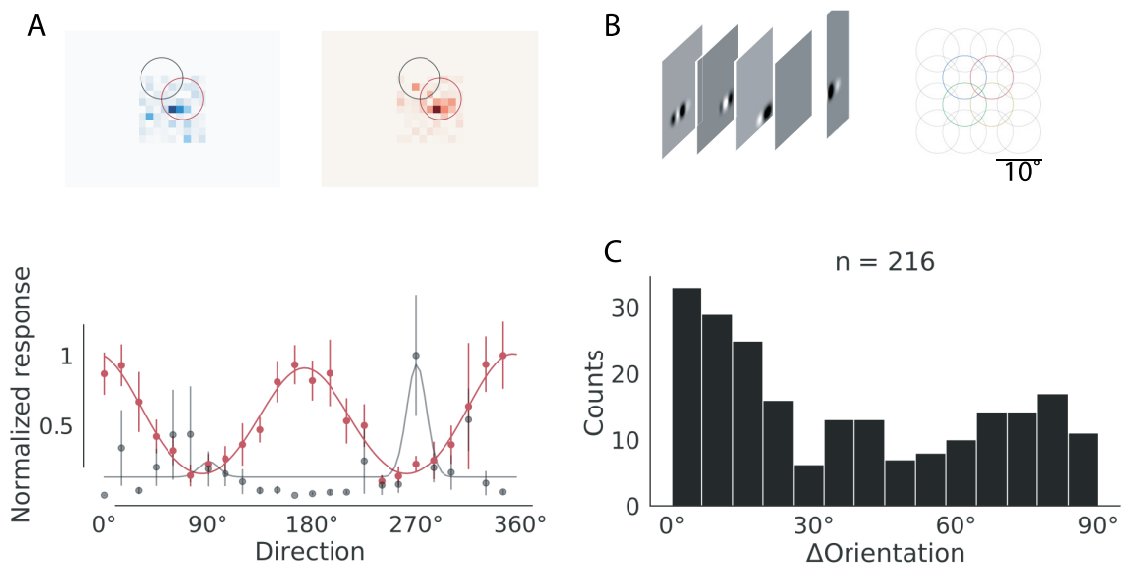 A
B
10°
Normalized response
1
0.5
0°
90°
180°
270°
360°
Direction
C
n = 216
Counts
30
20
10
0
0°
30°
60°
90°
ΔOrientation